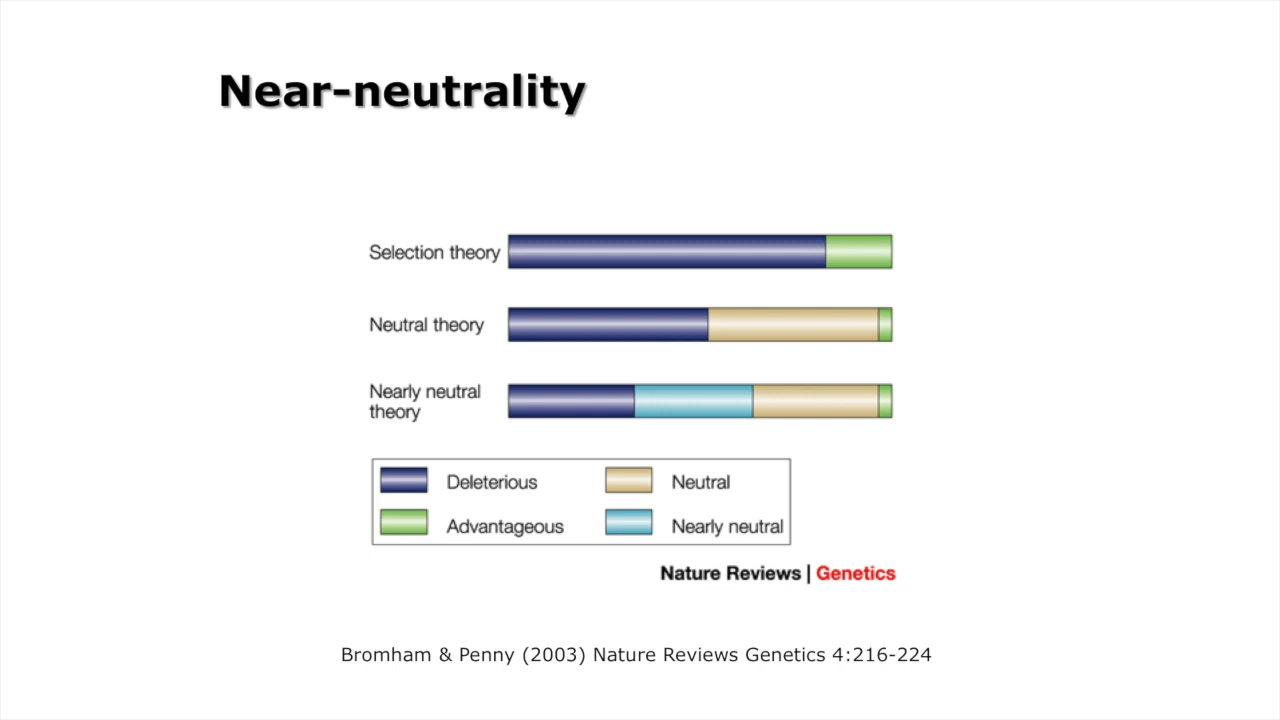 Near-neutrality
Selection theory
Neutral theory
Nearly neutral
theory
Deleterious
Neutral
Advantageous
Nearly neutral
Nature Reviews | Genetics
Bromham & Penny (2003) Nature Reviews Genetics 4:216-224